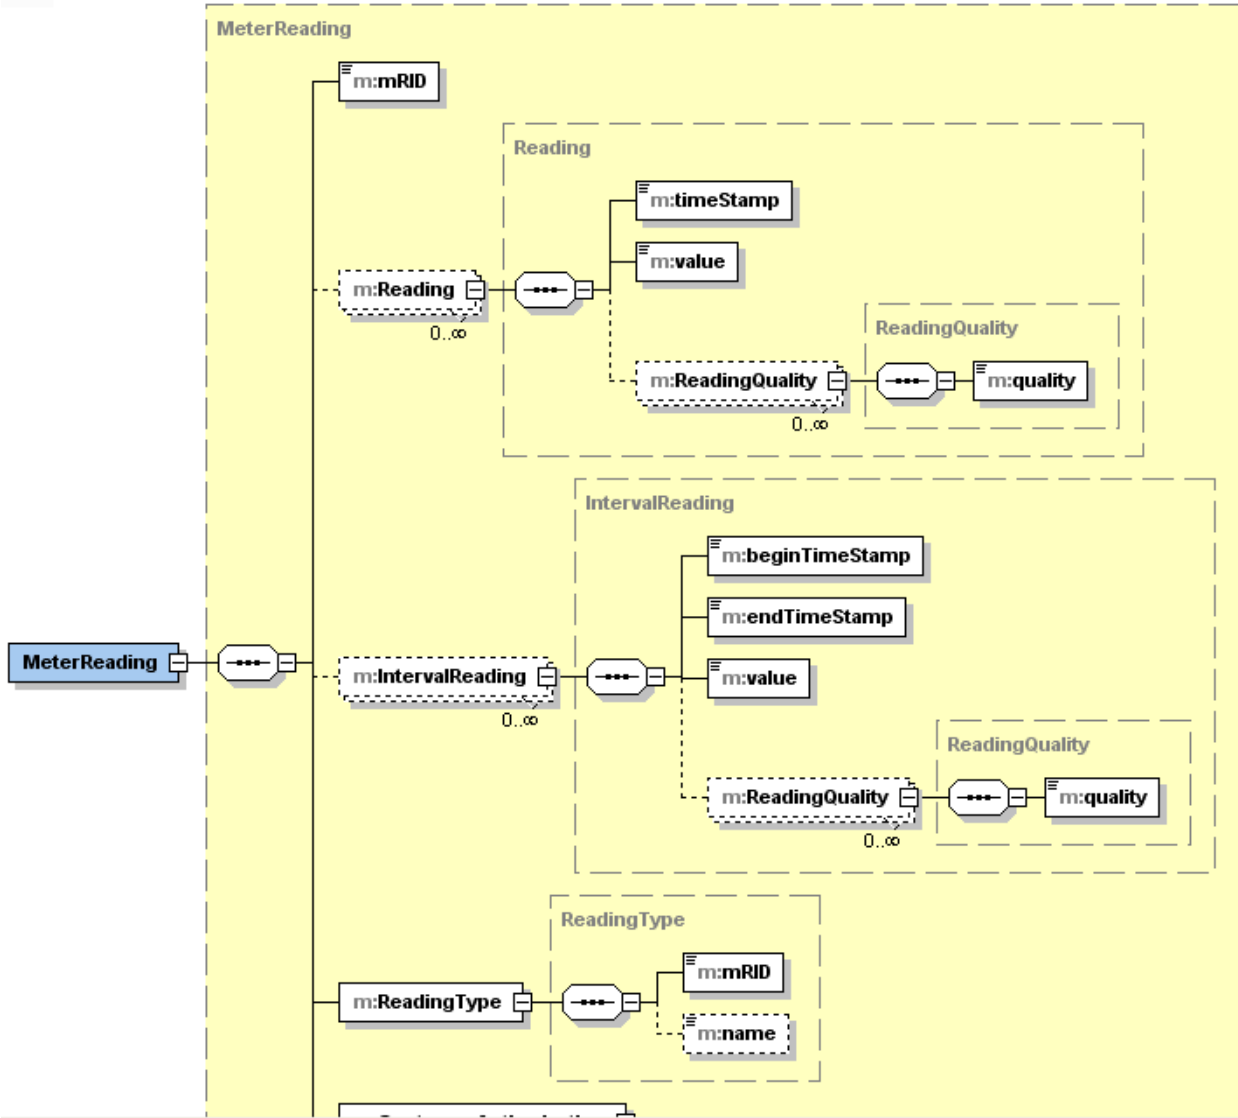 MeterReading
m:mRID
Reading
m:timeStamp
m:value
m:Reading
0..∞
ReadingQuality
m:ReadingQuality
m:quality
0..∞
IntervalReading
m:beginTimeStamp
m:endTimeStamp
MeterReading
m:IntervalReading
m:value
0..∞
ReadingQuality
m:ReadingQuality
m:quality
0..∞
ReadingType
m:mRID
m:ReadingType
m:name